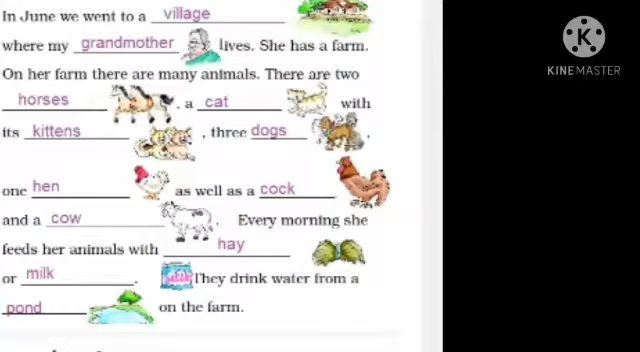 In June we went to a village
where my grandmother lives. She has a farm.
On her farm there are many animals. There are two
horses , a cat with
its kittens , three dogs ,
one hen as well as a cock
and a cow . Every morning she
feeds her animals with hay
or milk . They drink water from a
pond on the farm.
KINEMASTER